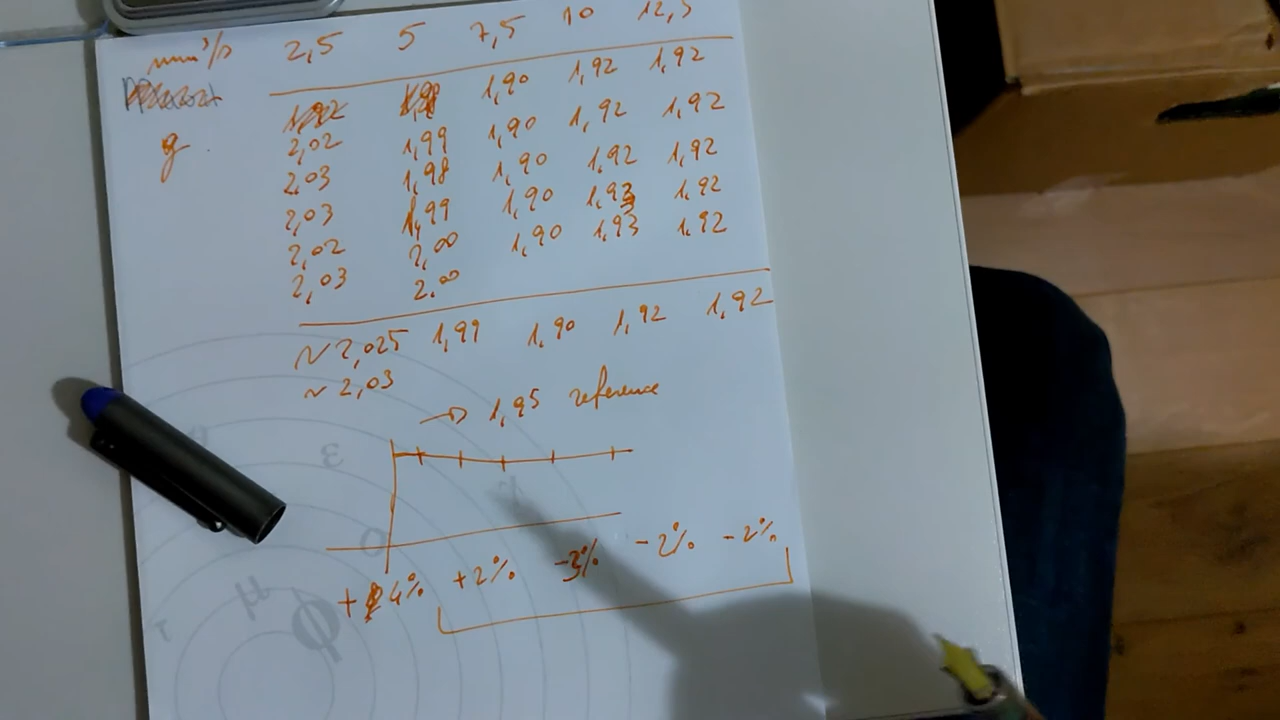 mm³/s 2,5 5 7,5 10 12,5
1,90 1,92 1,92
g 2,02 1,99 1,90 1,92 1,92
2,03 1,98 1,90 1,92 1,92
2,03 1,99 1,90 1,93 1,92
2,02 2,00 1,90 1,93 1,92
2,03 2,00
~ 2,025 1,99 1,90 1,92 1,92
~ 2,03
→ 1,95 reference
+4% +2% -3% -2% -2%
ε
ο
μ
Φ
τ